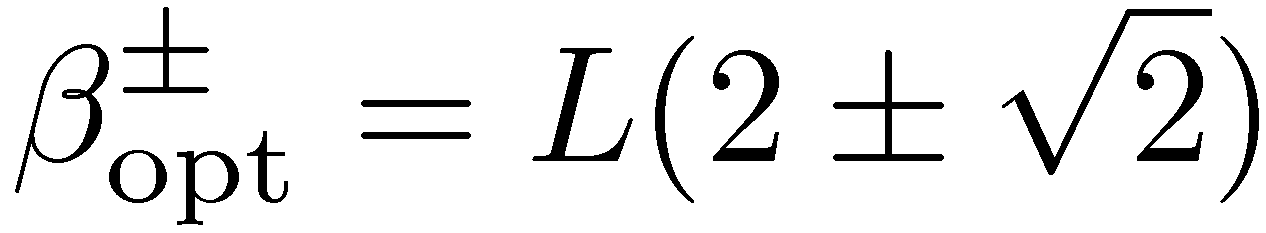 β^±_opt = L(2 ± √2)